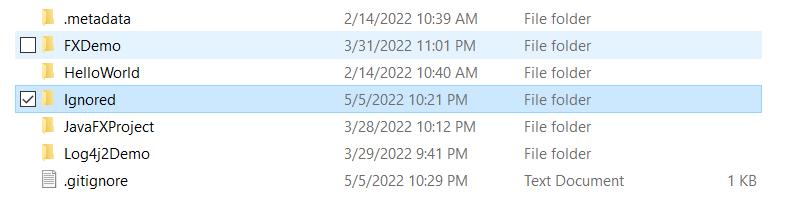 .metadata 2/14/2022 10:39 AM File folder
FXDemo 3/31/2022 11:01 PM File folder
HelloWorld 2/14/2022 10:40 AM File folder
Ignored 5/5/2022 10:21 PM File folder
JavaFXProject 3/28/2022 10:12 PM File folder
Log4j2Demo 3/29/2022 9:41 PM File folder
.gitignore 5/5/2022 10:29 PM Text Document 1 KB